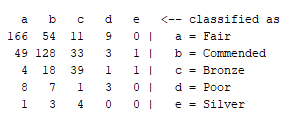 a b c d e <-- classified as
166 54 11 9 0 | a = Fair
49 128 33 3 1 | b = Commended
4 18 39 1 1 | c = Bronze
8 7 1 3 0 | d = Poor
1 3 4 0 0 | e = Silver